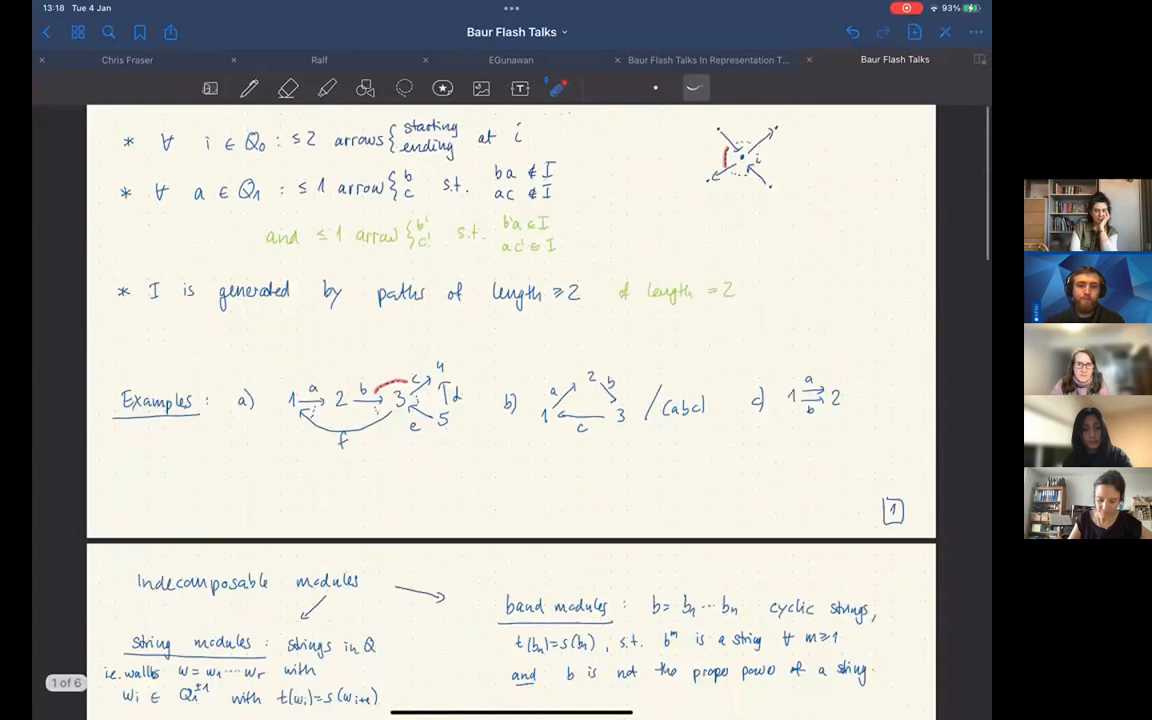 13:18 Tue 4 Jan
93%
Baur Flash Talks
Chris Fraser
Ralf
EGunawan
Baur Flash Talks In Representation T...
Baur Flash Talks
* ∀ i ∈ Q₀ : ≤ 2 arrows { starting ending at i
* ∀ a ∈ Q₁ : ≤ 1 arrow { b c s.t. ba ∉ I ac ∉ I
and ≤ 1 arrow { b' c' s.t. b'a ∈ I ac' ∈ I
* I is generated by paths of length ≥ 2 of length = 2
i
Examples : a) 1 a 2 b 3 c 4 d 5 e f b) 1 a 2 b 3 c / (abc) c) 1 a b 2
1
Indecomposable modules
string modules : strings in Q
i.e. walks w = w₁ ... wᵣ with
wᵢ ∈ Q₁^±1 with t(wᵢ) = s(wᵢ₊₁)
band modules : b = b₁ ... bₙ cyclic strings,
t(bₙ) = s(b₁), s.t. bᵐ is a string ∀ m ≥ 1
and b is not the proper power of a string.
1 of 6